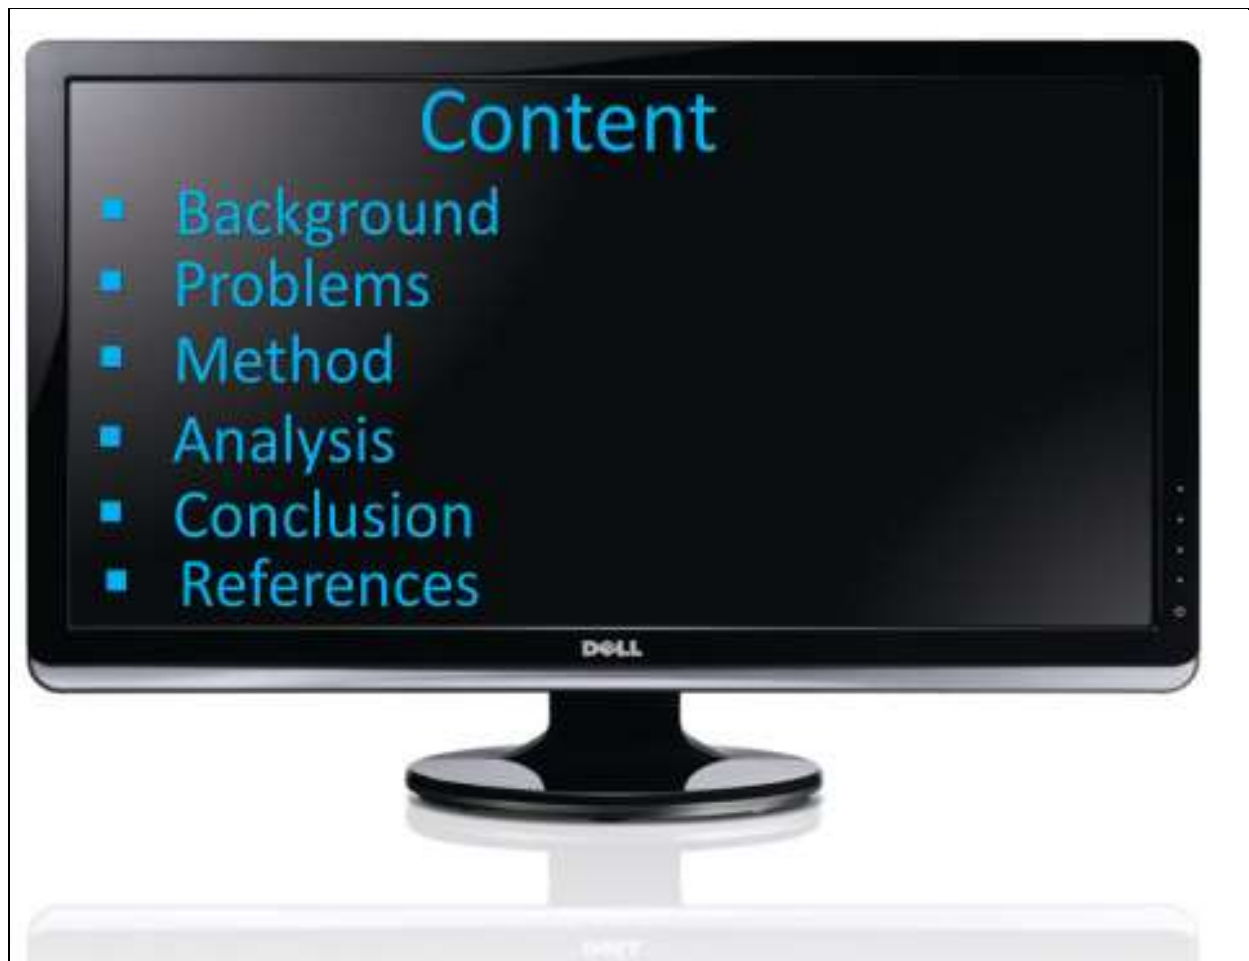 Content
▪ Background
▪ Problems
▪ Method
▪ Analysis
▪ Conclusion
▪ References
DELL